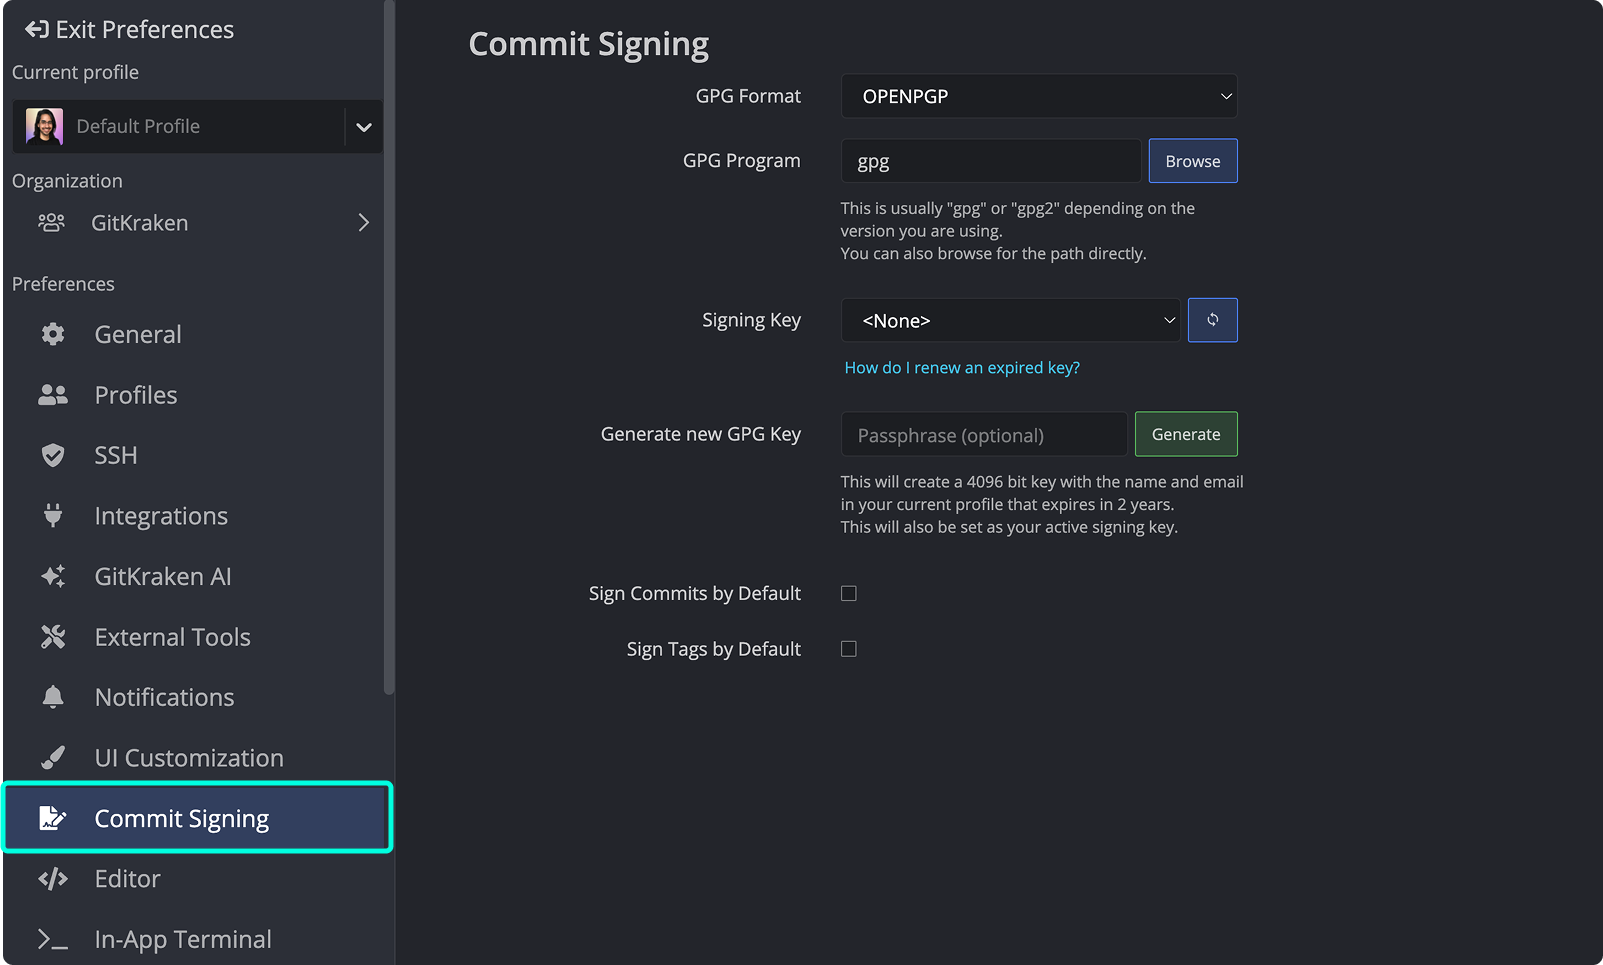 Exit Preferences
Current profile
Default Profile
Organization
GitKraken
Preferences
General
Profiles
SSH
Integrations
GitKraken AI
External Tools
Notifications
UI Customization
Commit Signing
Editor
In-App Terminal
Commit Signing
GPG Format
OPENPGP
GPG Program
gpg
Browse
This is usually "gpg" or "gpg2" depending on the
version you are using.
You can also browse for the path directly.
Signing Key
<None>
How do I renew an expired key?
Generate new GPG Key
Passphrase (optional)
Generate
This will create a 4096 bit key with the name and email
in your current profile that expires in 2 years.
This will also be set as your active signing key.
Sign Commits by Default
Sign Tags by Default